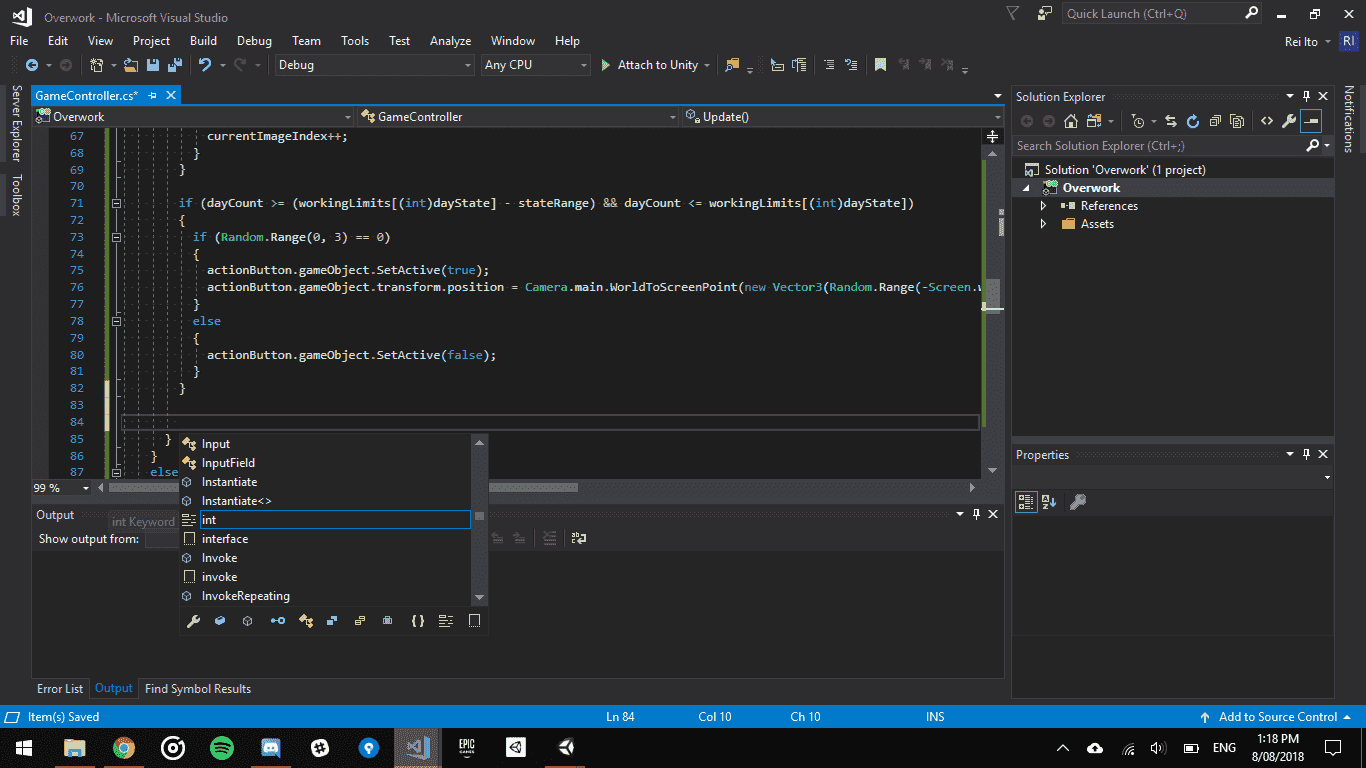 Overwork - Microsoft Visual Studio
Quick Launch (Ctrl+Q)
File Edit View Project Build Debug Team Tools Test Analyze Window Help
Rei Ito RI
Debug Any CPU Attach to Unity
Server Explorer
Toolbox
GameController.cs*
Overwork GameController Update()
67 currentImageIndex++;
68 }
69 }
70
71 if (dayCount >= (workingLimits[(int)dayState] - stateRange) && dayCount <= workingLimits[(int)dayState])
72 {
73 if (Random.Range(0, 3) == 0)
74 {
75 actionButton.gameObject.SetActive(true);
76 actionButton.gameObject.transform.position = Camera.main.WorldToScreenPoint(new Vector3(Random.Range(-Screen.w
77 }
78 else
79 {
80 actionButton.gameObject.SetActive(false);
81 }
82 }
83
84
85 }
86 }
87 else
Input
InputField
Instantiate
Instantiate<>
int
interface
Invoke
invoke
InvokeRepeating
int Keyword
99 %
Output
Show output from:
Error List Output Find Symbol Results
Solution Explorer
Search Solution Explorer (Ctrl+;)
Solution 'Overwork' (1 project)
Overwork
References
Assets
Properties
Notifications
Item(s) Saved Ln 84 Col 10 Ch 10 INS Add to Source Control
EPIC
GAMES
ENG
1:18 PM
8/08/2018